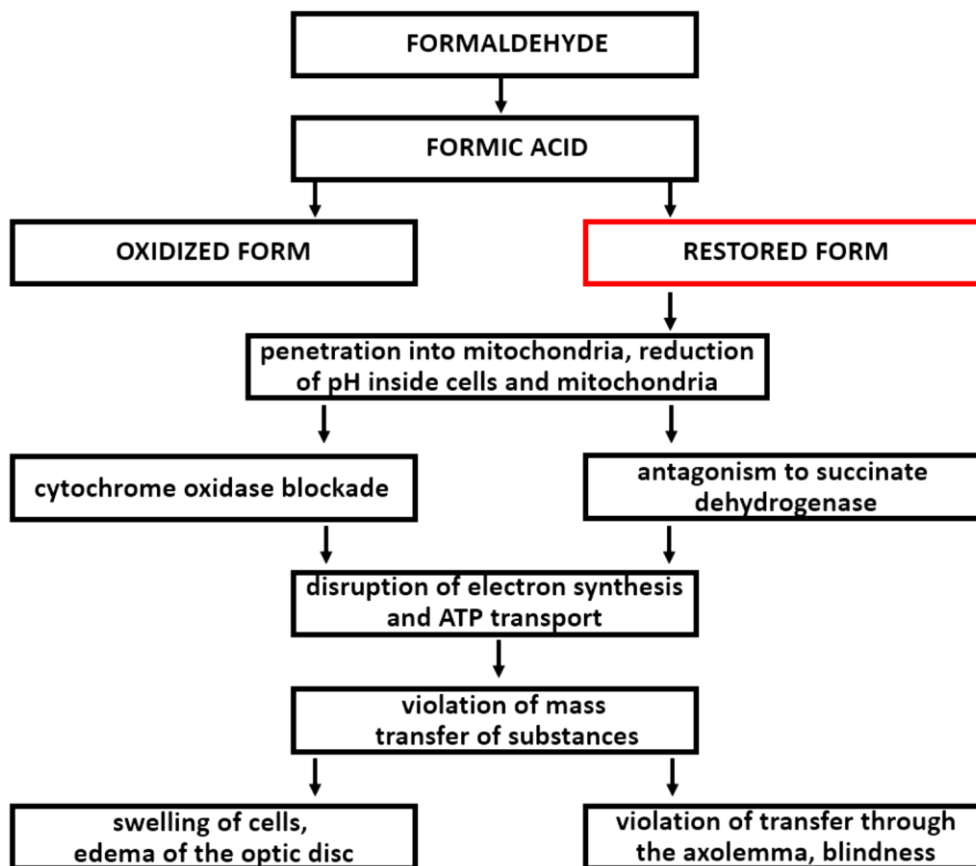 FORMALDEHYDE
FORMIC ACID
OXIDIZED FORM
RESTORED FORM
penetration into mitochondria, reduction
of pH inside cells and mitochondria
cytochrome oxidase blockade
antagonism to succinate
dehydrogenase
disruption of electron synthesis
and ATP transport
violation of mass
transfer of substances
swelling of cells,
edema of the optic disc
violation of transfer through
the axolemma, blindness